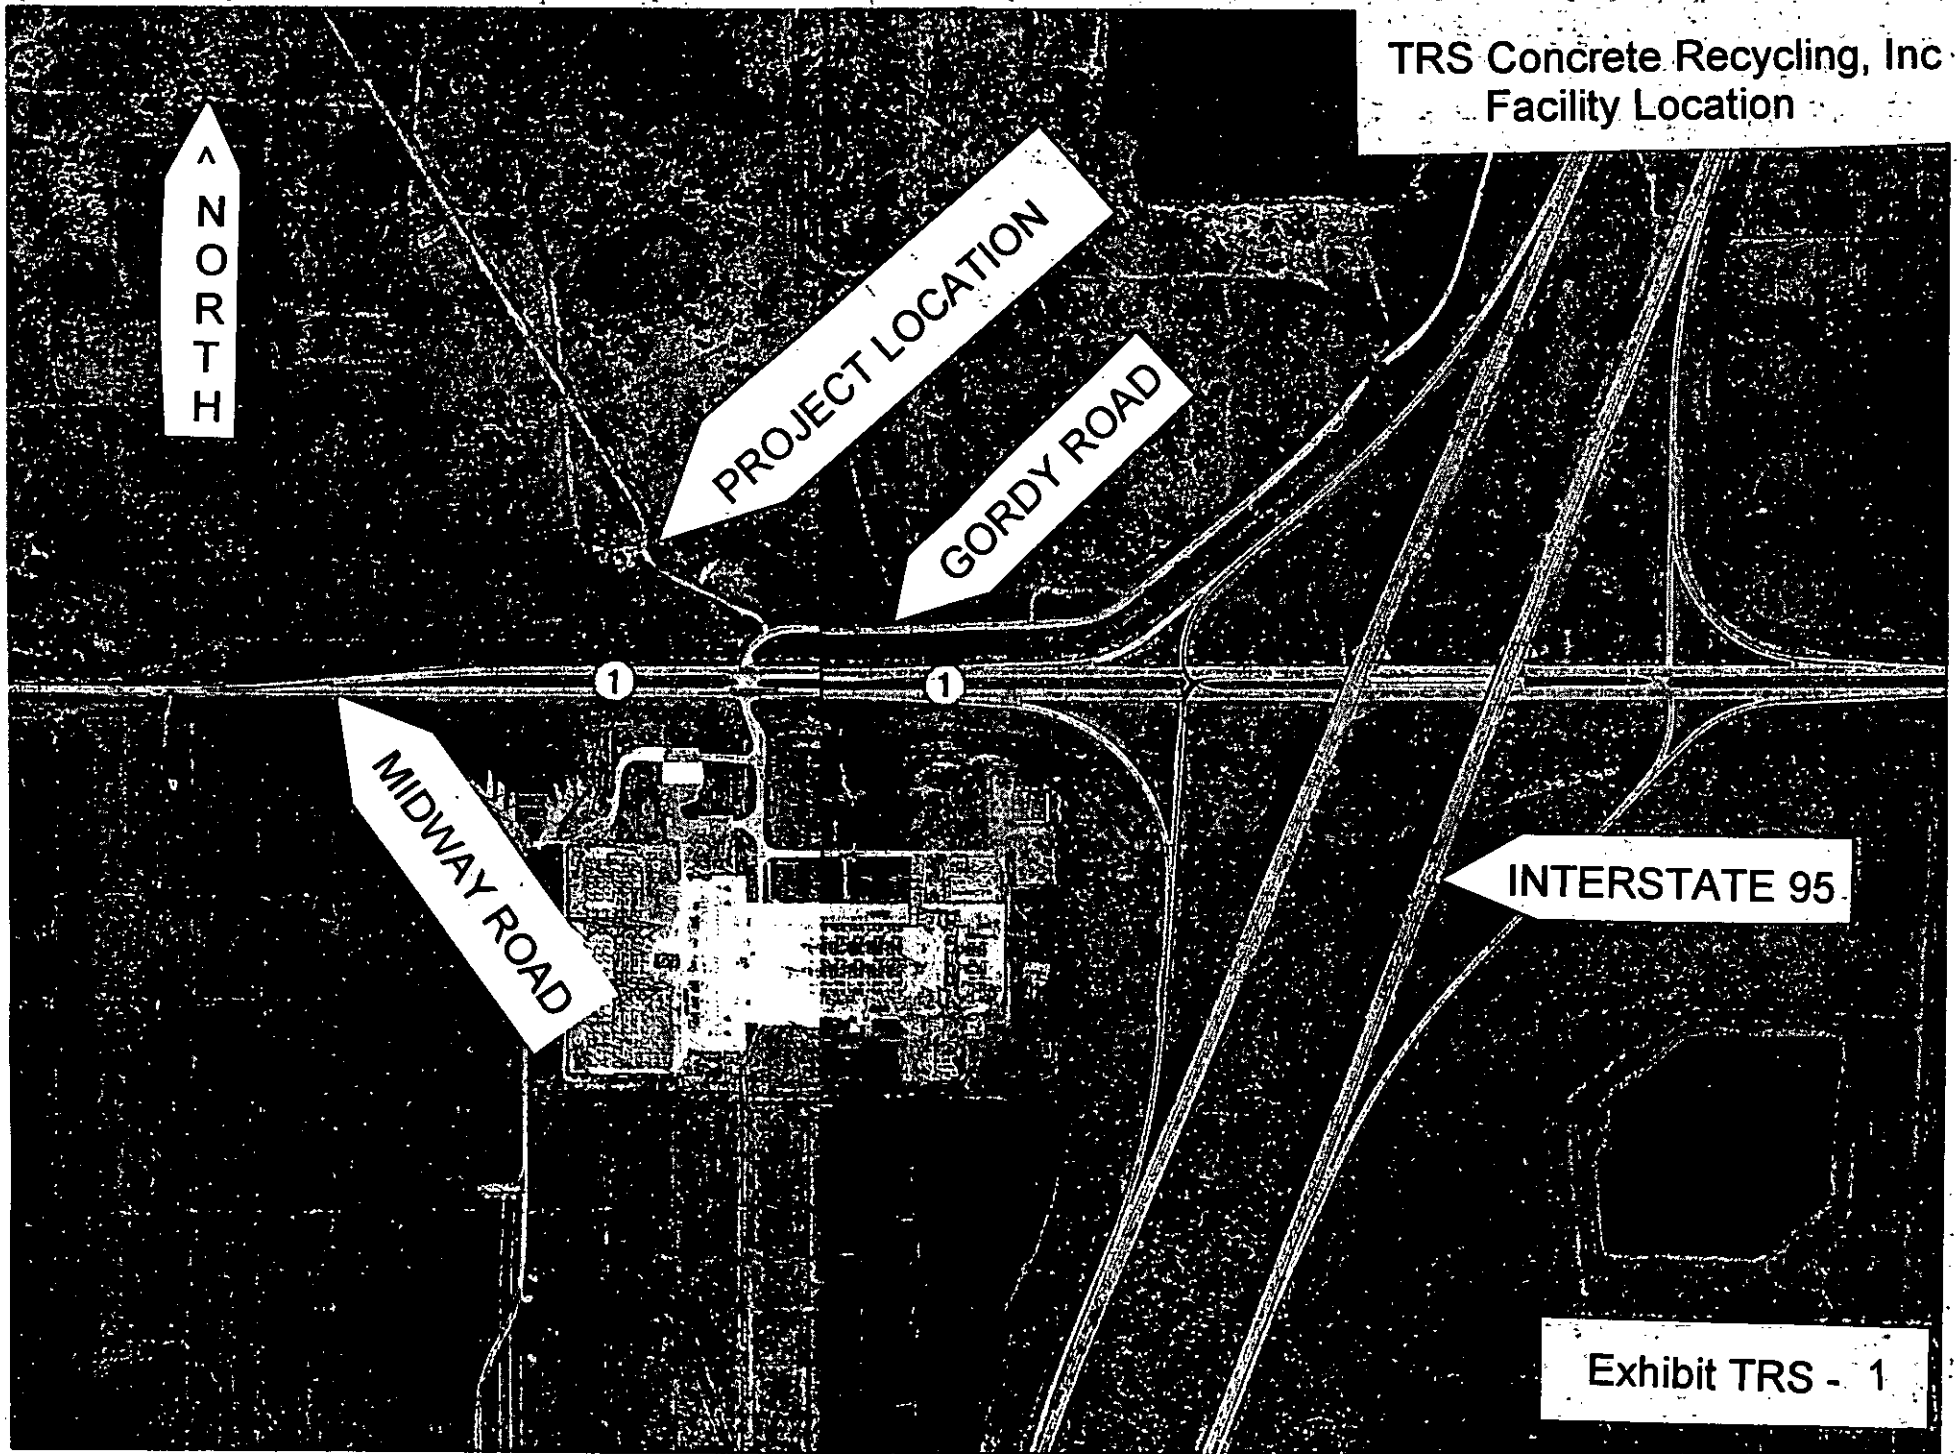 TRS Concrete Recycling, Inc
Facility Location
^ NORTH
PROJECT LOCATION
GORDY ROAD
1
1
MIDWAY ROAD
INTERSTATE 95
Exhibit TRS - 1